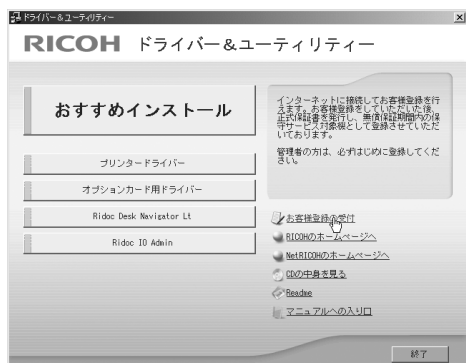 ドライバー&ユーティリティー
RICOH ドライバー&ユーティリティー
おすすめインストール
プリンタードライバー
オプションカード用ドライバー
Ridoc Desk Navigator Lt
Ridoc IO Admin
インターネットに接続してお客様登録を行
えます。お客様登録をしていただいた後、
正式保証書を発行し、無償保証期間内の保
守サービス対象機として登録させていただ
いております。
管理者の方は、必ずはじめに登録してくだ
さい。
お客様登録の受付
RICOHのホームページへ
NetRICOHのホームページへ
CDの中身を見る
Readme
マニュアルへの入り口
終了